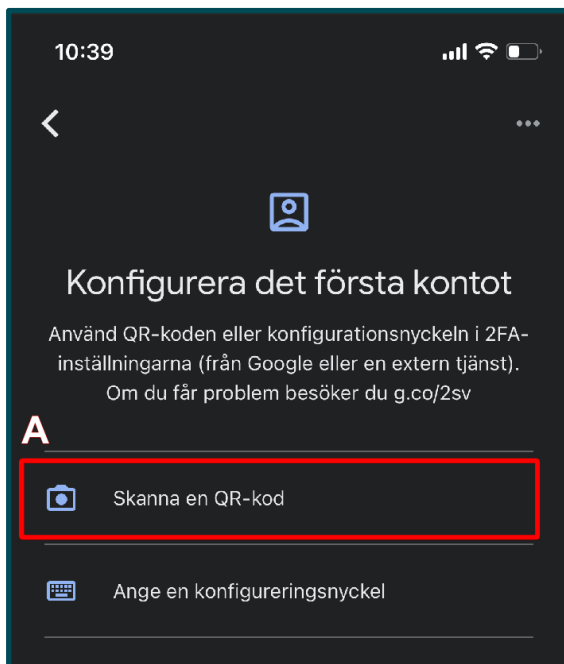 10:39
Konfigurera det första kontot
Använd QR-koden eller konfigurationsnyckeln i 2FA-
inställningarna (från Google eller en extern tjänst).
Om du får problem besöker du g.co/2sv
A
Skanna en QR-kod
Ange en konfigureringsnyckel